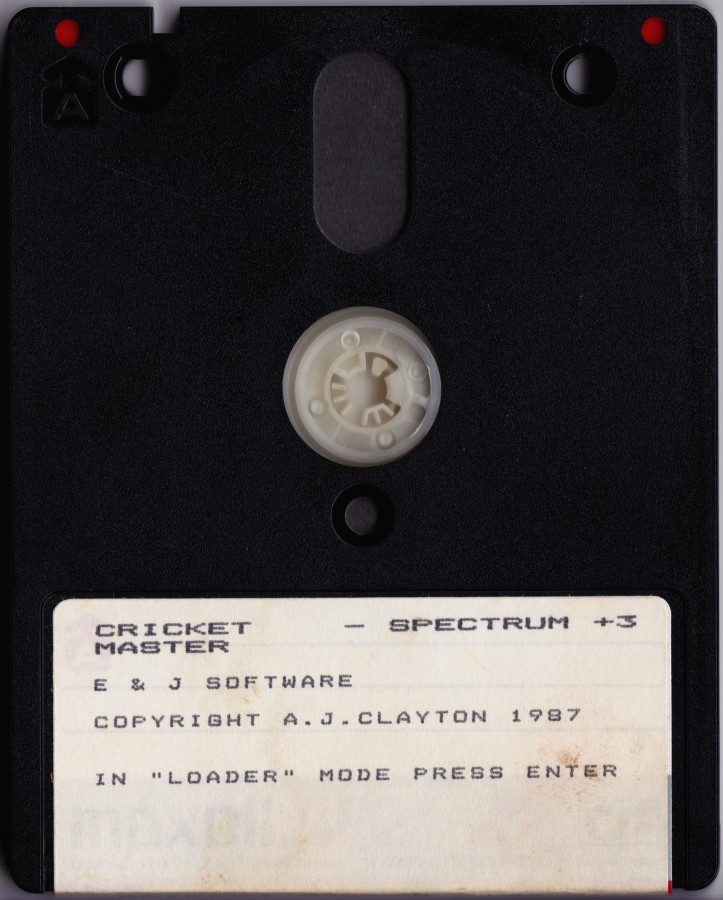 A
CRICKET — SPECTRUM +3
MASTER
E & J SOFTWARE
COPYRIGHT A.J.CLAYTON 1987
IN "LOADER" MODE PRESS ENTER